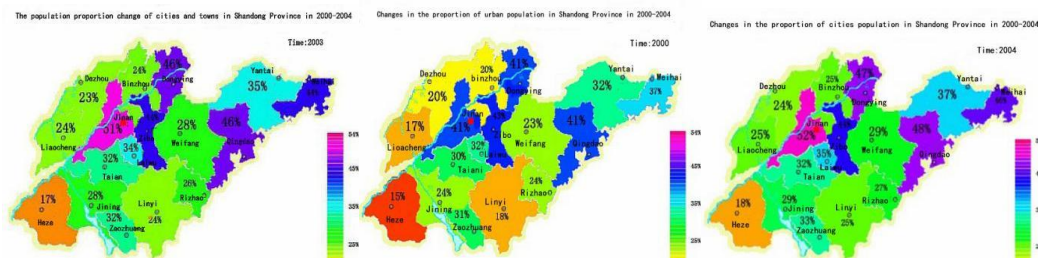 The population proportion change of cities and towns in Shandong Province in 2000-2004
Time:2003
46%
24%
Dezhou
Binzhou
Dongying
Yantai
35%
23%
Jinan
51%
28%
46%
24%
Liaocheng
Weifang
34%
32%
Taian
26%
Rizhao
17%
28%
Linyi
Heze
Jining
24%
32%
Zaozhuang
25%
35%
45%
Changes in the proportion of urban population in Shandong Province in 2000-2004
Time:2000
41%
20%
Dezhou
binzhou
Dongying
Yantai
32%
Weihai
37%
20%
Jinan
41%
Zibo
23%
41%
17%
Liaocheng
Weifang
Qingdao
32%
30%
Taiani
24%
Rizhao
15%
24%
Linyi
Heze
Jining
18%
31%
Zaozhuang
25%
35%
45%
Changes in the proportion of cities population in Shandong Province in 2000-2004
Time:2004
47%
25%
Dezhou
Binzhou
Dongying
Yantai
37%
24%
Jinan
52%
29%
48%
25%
Liaocheng
Weifang
Qingdao
35%
32%
Taian
27%
Rizhao
18%
29%
Linyi
Heze
Jining
25%
33%
Zaozhuang